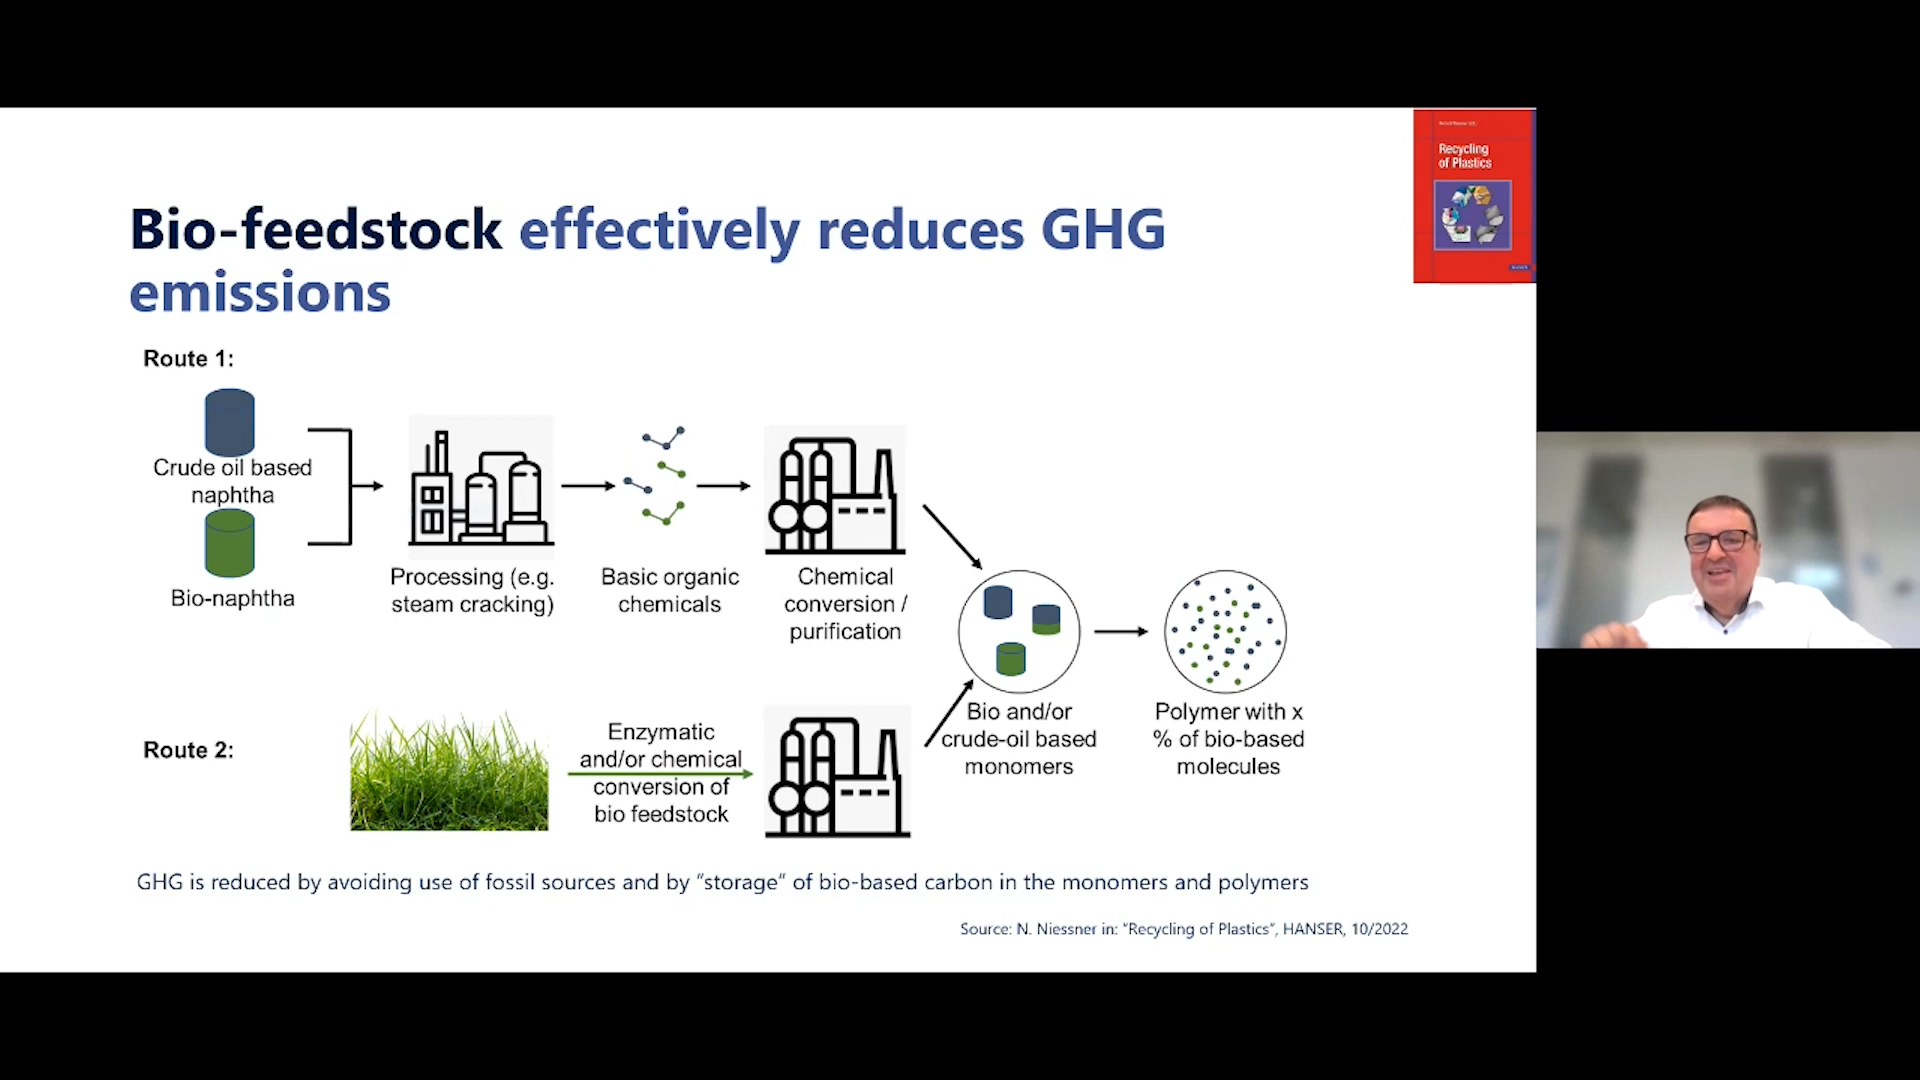 Recycling
of Plastics
Bio-feedstock effectively reduces GHG
emissions
Route 1:
Crude oil based
naphtha
Bio-naphtha
Processing (e.g.
steam cracking)
Basic organic
chemicals
Chemical
conversion /
purification
Route 2:
Enzymatic
and/or chemical
conversion of
bio feedstock
Bio and/or
crude-oil based
monomers
Polymer with x
% of bio-based
molecules
GHG is reduced by avoiding use of fossil sources and by “storage” of bio-based carbon in the monomers and polymers
Source: N. Niessner in: “Recycling of Plastics”, HANSER, 10/2022